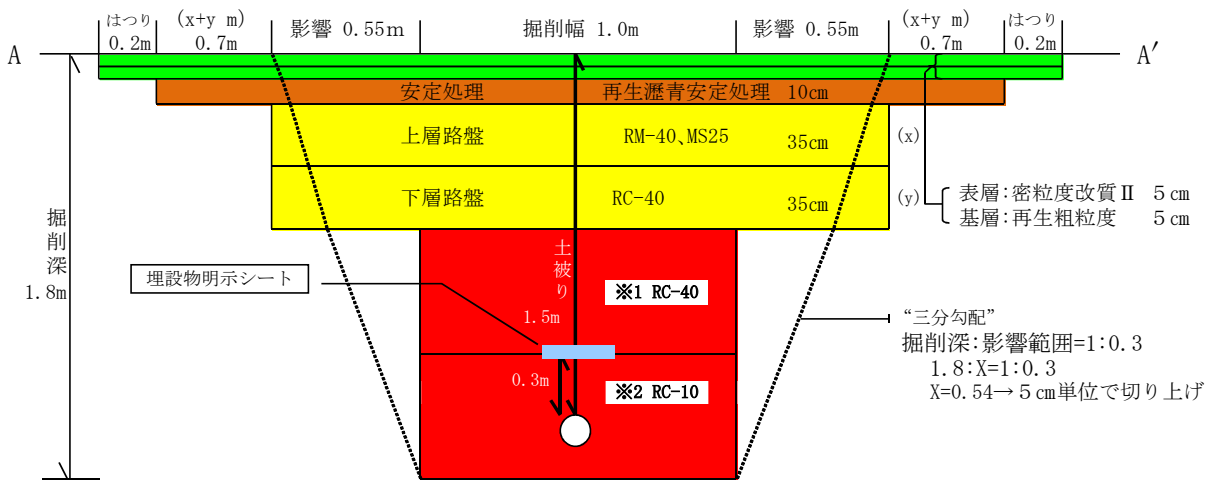 はつり
0.2m
(x+y m)
0.7m
影響 0.55m
掘削幅 1.0m
影響 0.55m
(x+y m)
0.7m
はつり
0.2m
A
A′
安定処理
再生瀝青安定処理 10cm
上層路盤
RM-40、MS25
35cm
(x)
下層路盤
RC-40
35cm
(y)
表層:密粒度改質Ⅱ 5cm
基層:再生粗粒度 5cm
掘削深
1.8m
土被り
1.5m
埋設物明示シート
※1 RC-40
0.3m
※2 RC-10
“三分勾配”
掘削深:影響範囲=1:0.3
1.8:X=1:0.3
X=0.54→5cm単位で切り上げ